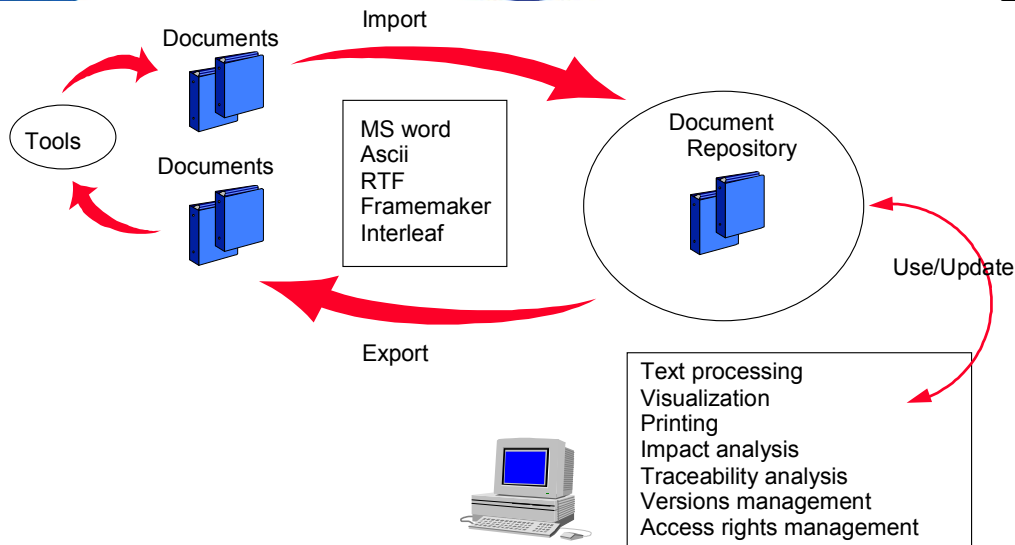 Import
Documents
Tools
Documents
MS word
Ascii
RTF
Framemaker
Interleaf
Document
Repository
Use/Update
Export
Text processing
Visualization
Printing
Impact analysis
Traceability analysis
Versions management
Access rights management